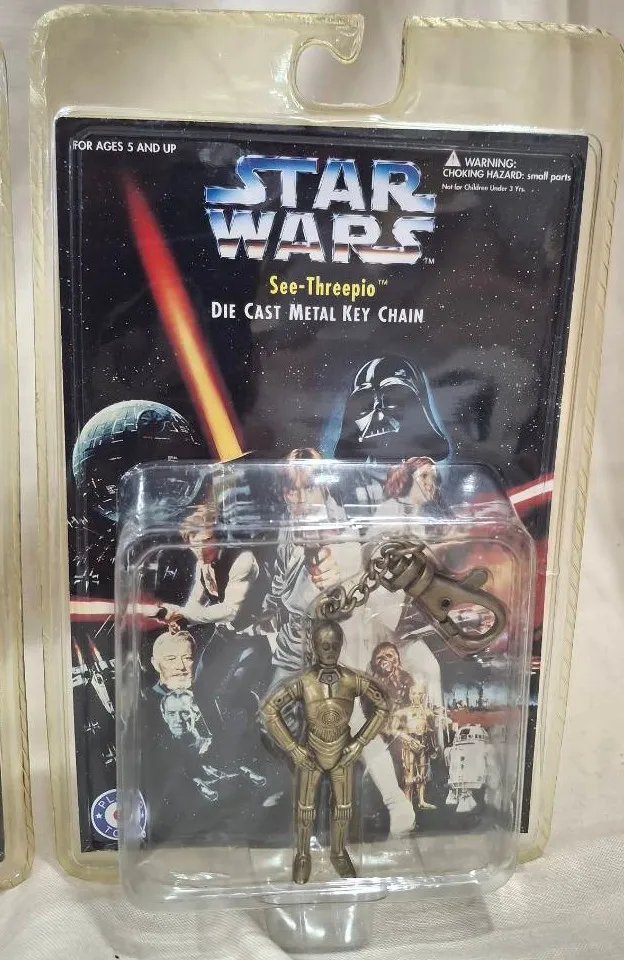 FOR AGES 5 AND UP
WARNING:
CHOKING HAZARD: small parts
Not for Children Under 3 Yrs.
STAR
WARS™
See-Threepio™
DIE CAST METAL KEY CHAIN